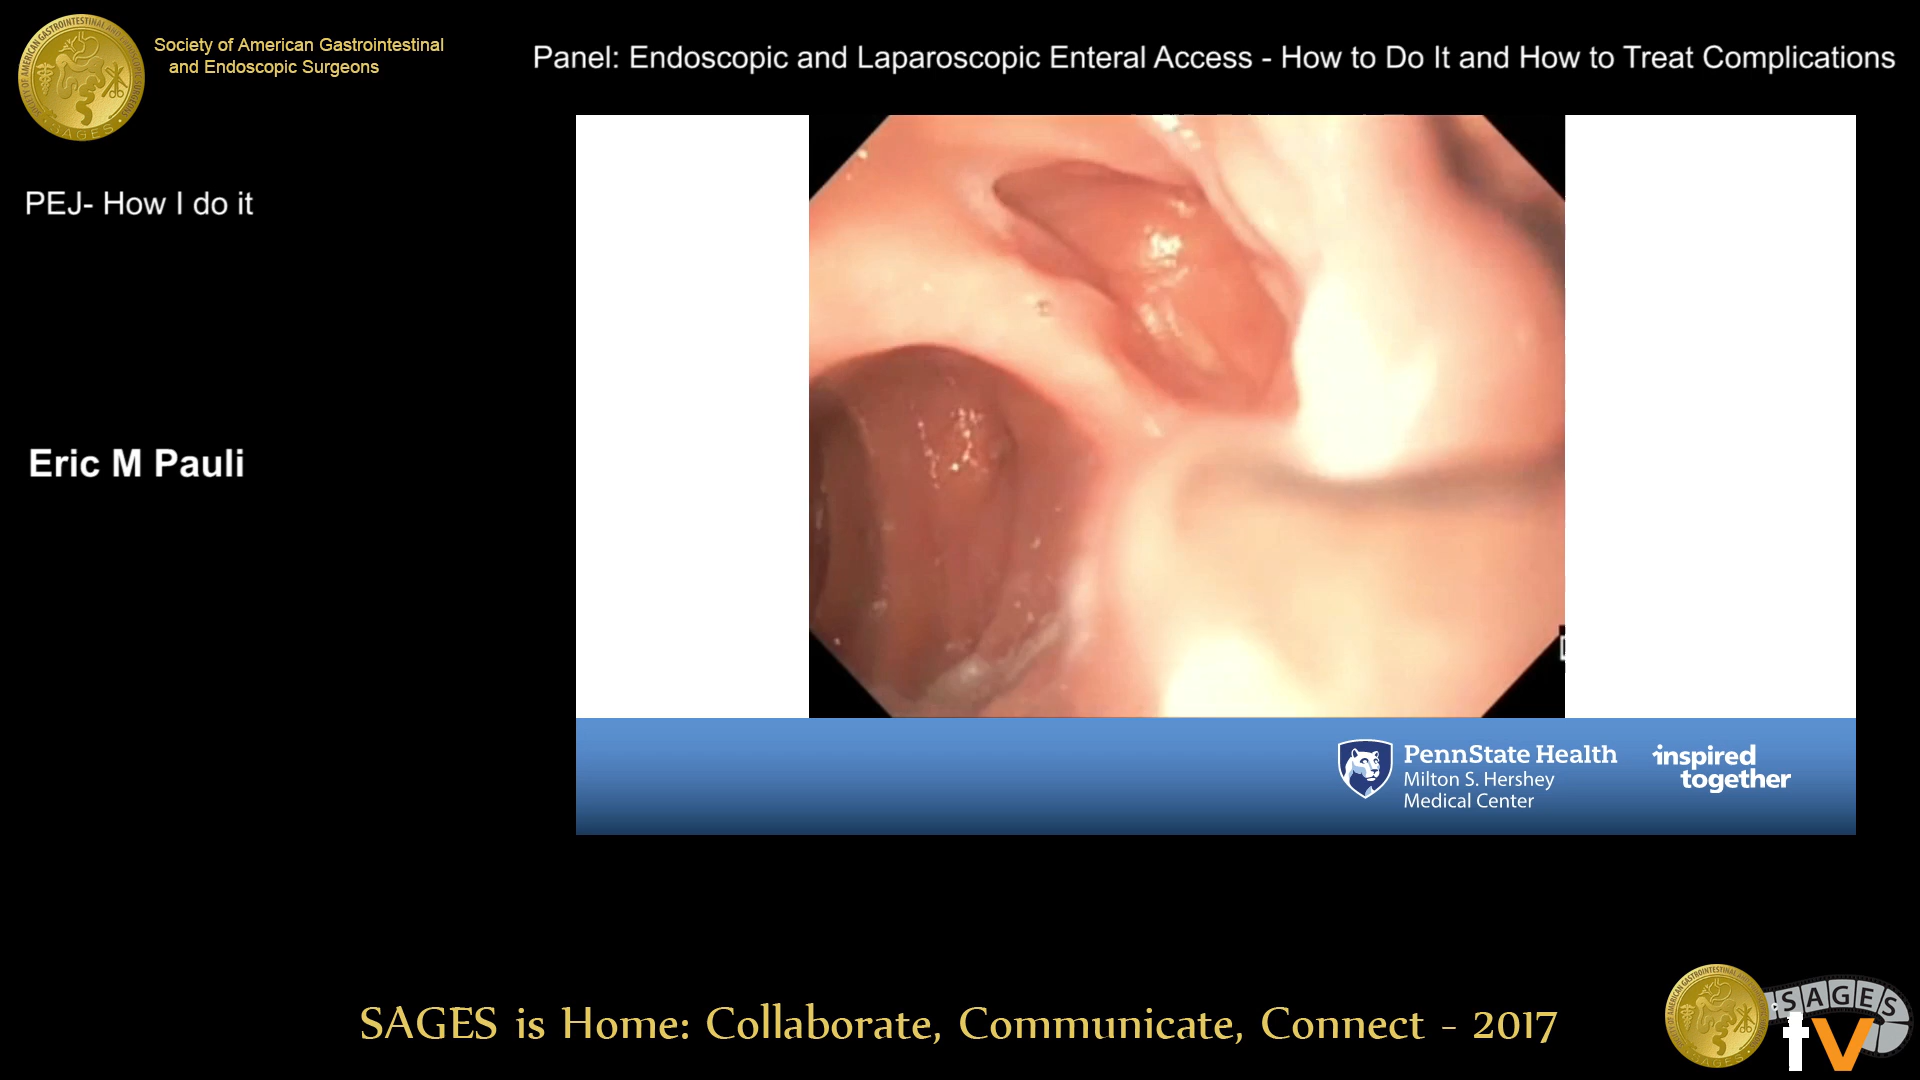 Society of American Gastrointestinal
and Endoscopic Surgeons
Panel: Endoscopic and Laparoscopic Enteral Access - How to Do It and How to Treat Complications
PEJ- How I do it
Eric M Pauli
PennState Health
Milton S. Hershey
Medical Center
inspired
together
SAGES is Home: Collaborate, Communicate, Connect - 2017
SAGES
SAGES
tv